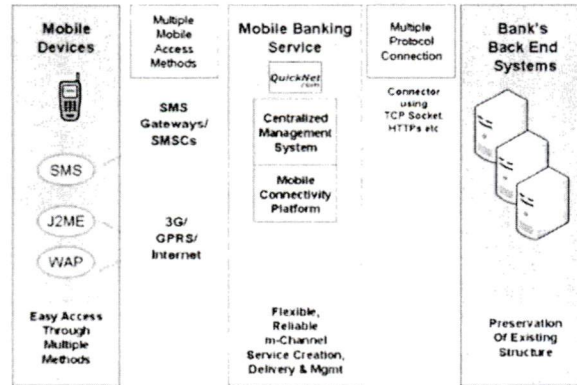 Mobile
Devices
SMS
J2ME
WAP
Easy Access
Through
Multiple
Methods
Multiple
Mobile
Access
Methods
SMS
Gateways/
SMSCs
3G/
GPRS/
Internet
Mobile Banking
Service
QuickNet
.com
Centralized
Management
System
Mobile
Connectivity
Platform
Flexible,
Reliable
m-Channel
Service Creation,
Delivery & Mgmt
Multiple
Protocol
Connection
Connector
using
TCP Socket
HTTPs etc
Bank's
Back End
Systems
Preservation
Of Existing
Structure